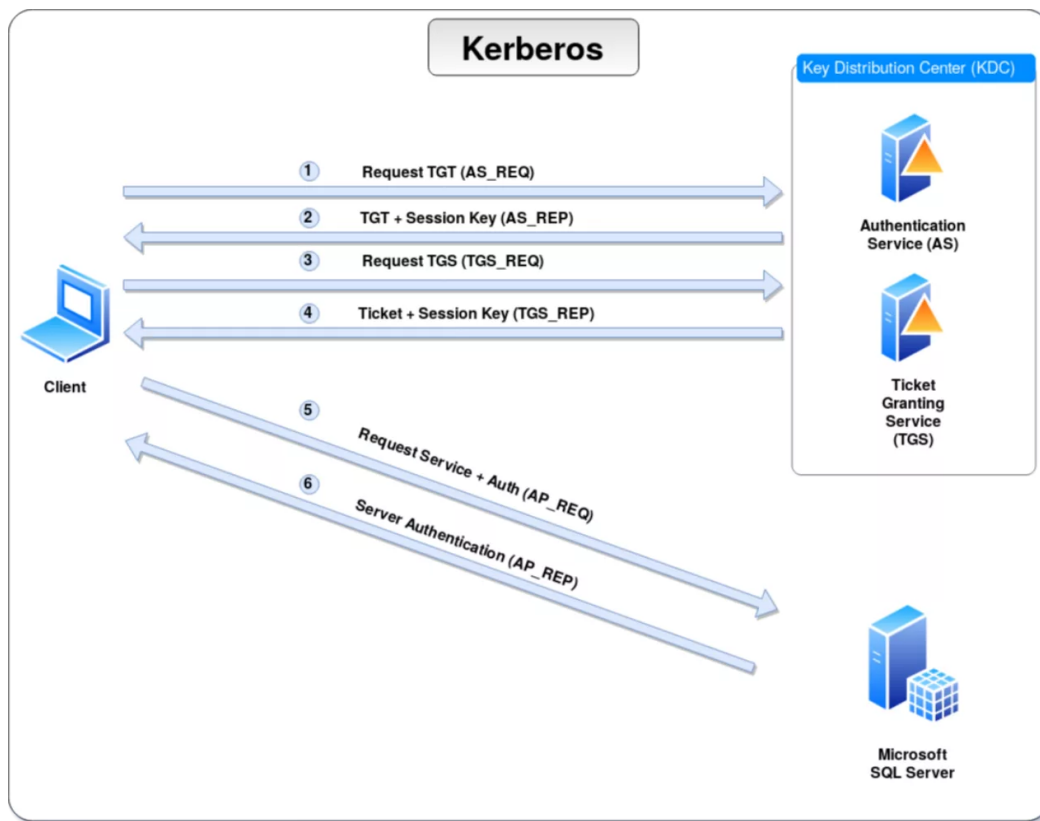 Kerberos
Key Distribution Center (KDC)
1 Request TGT (AS_REQ)
2 TGT + Session Key (AS_REP)
Authentication
Service (AS)
3 Request TGS (TGS_REQ)
4 Ticket + Session Key (TGS_REP)
Client
Ticket
Granting
Service
(TGS)
5 Request Service + Auth (AP_REQ)
6 Server Authentication (AP_REP)
Microsoft
SQL Server